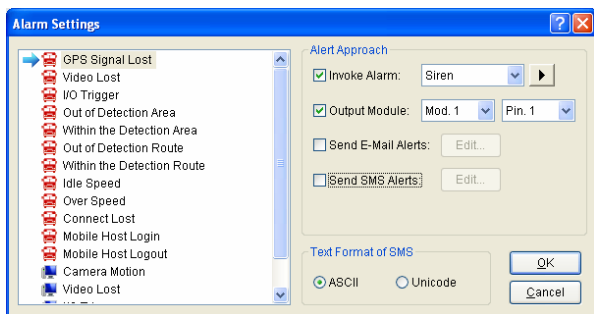 Alarm Settings
GPS Signal Lost
Video Lost
I/O Trigger
Out of Detection Area
Within the Detection Area
Out of Detection Route
Within the Detection Route
Idle Speed
Over Speed
Connect Lost
Mobile Host Login
Mobile Host Logout
Camera Motion
Video Lost
Alert Approach
Invoke Alarm: Siren
Output Module: Mod. 1 Pin. 1
Send E-Mail Alerts: Edit...
Send SMS Alerts: Edit...
Text Format of SMS
ASCII Unicode
OK
Cancel